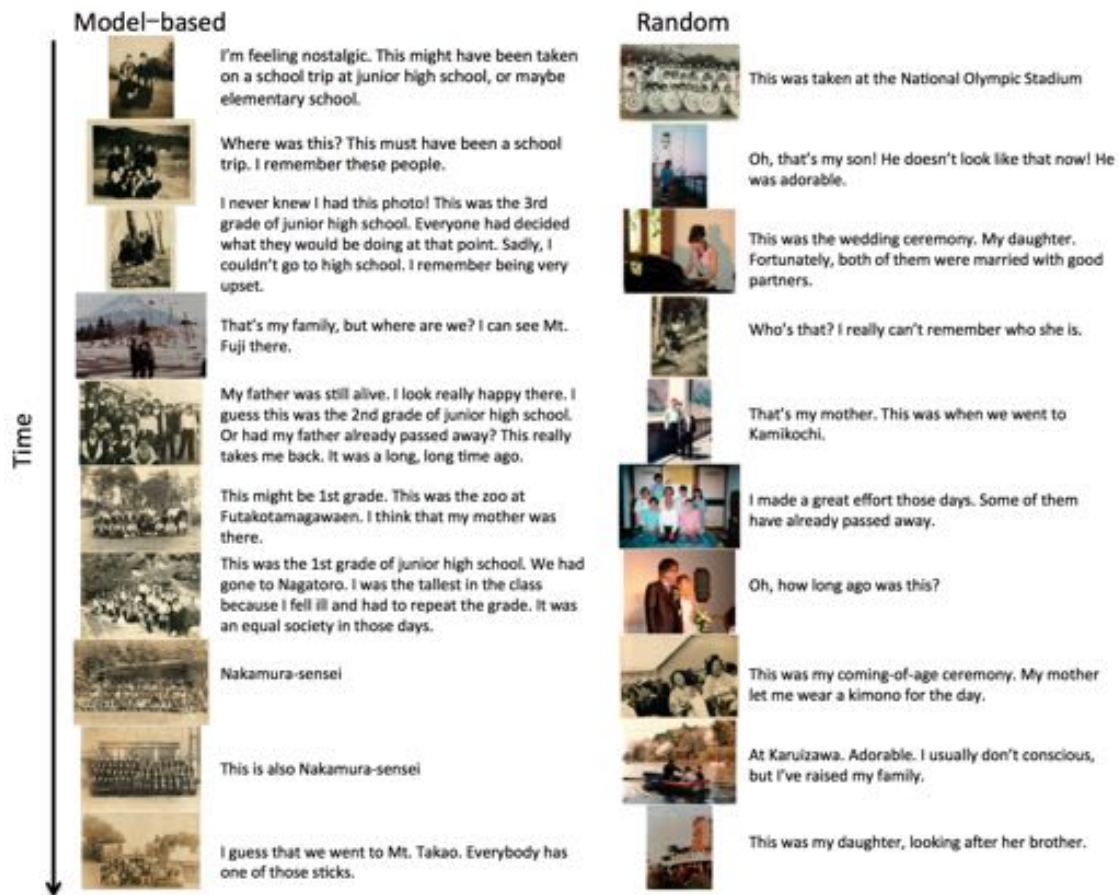 Model-based
I'm feeling nostalgic. This might have been taken
on a school trip at junior high school, or maybe
elementary school.
Where was this? This must have been a school
trip. I remember these people.
I never knew I had this photo! This was the 3rd
grade of junior high school. Everyone had decided
what they would be doing at that point. Sadly, I
couldn't go to high school. I remember being very
upset.
That's my family, but where are we? I can see Mt.
Fuji there.
My father was still alive. I look really happy there. I
guess this was the 2nd grade of junior high school.
Or had my father already passed away? This really
takes me back. It was a long, long time ago.
This might be 1st grade. This was the zoo at
Futakotamagawaen. I think that my mother was
there.
This was the 1st grade of junior high school. We had
gone to Nagatoro. I was the tallest in the class
because I fell ill and had to repeat the grade. It was
an equal society in those days.
Nakamura-sensei
This is also Nakamura-sensei
I guess that we went to Mt. Takao. Everybody has
one of those sticks.
Random
This was taken at the National Olympic Stadium
Oh, that's my son! He doesn't look like that now! He
was adorable.
This was the wedding ceremony. My daughter.
Fortunately, both of them were married with good
partners.
Who's that? I really can't remember who she is.
That's my mother. This was when we went to
Kamikochi.
I made a great effort those days. Some of them
have already passed away.
Oh, how long ago was this?
This was my coming-of-age ceremony. My mother
let me wear a kimono for the day.
At Karuizawa. Adorable. I usually don't conscious,
but I've raised my family.
This was my daughter, looking after her brother.
Time